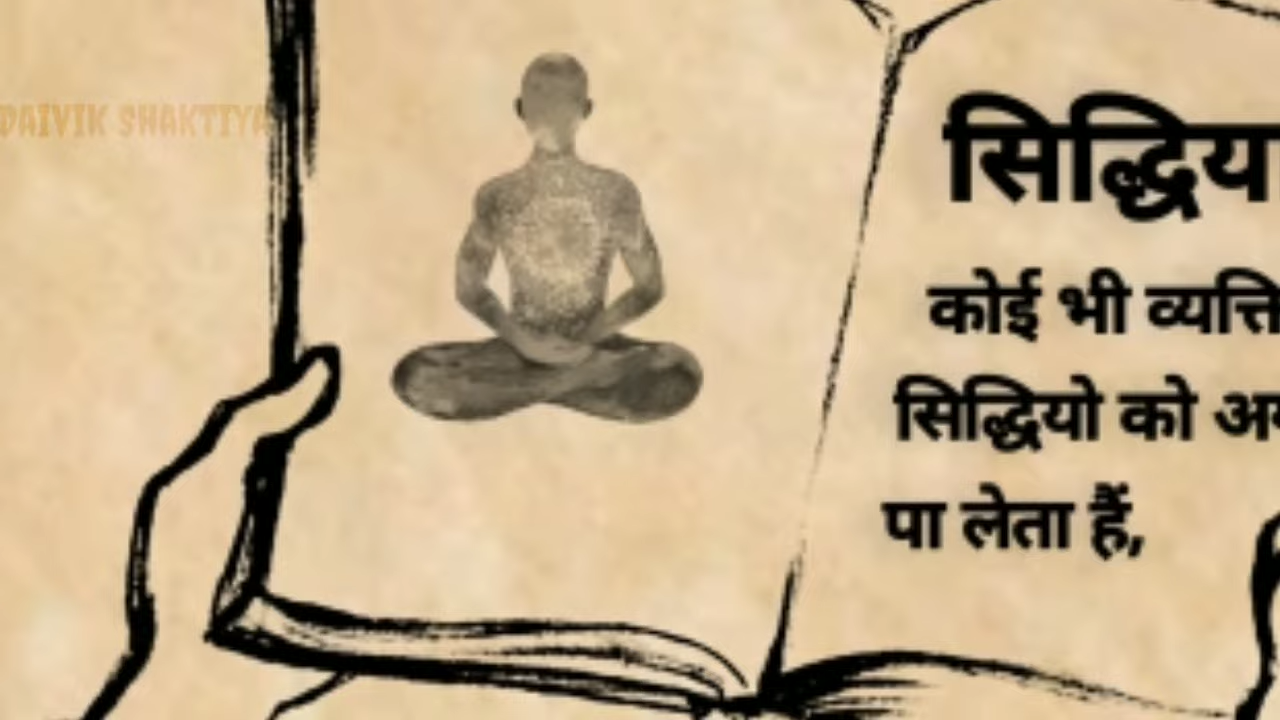 DAIVIK SHAKTIYA
सिद्धिय
कोई भी व्यक्ति
सिद्धियो को अ
पा लेता हैं,